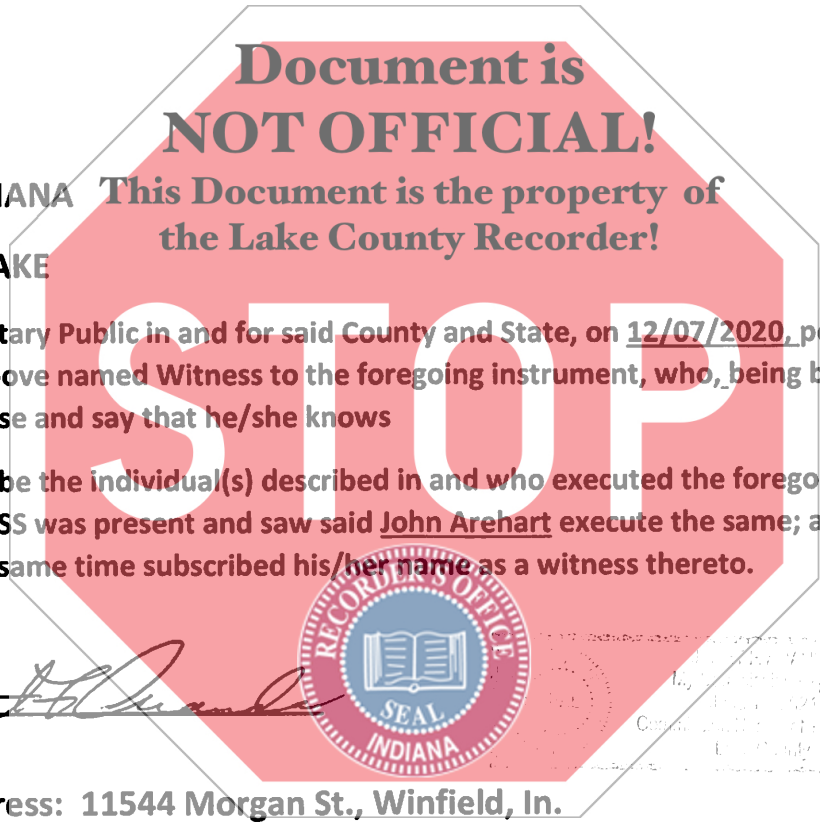 Document is
NOT OFFICIAL!
This Document is the property of
the Lake County Recorder!
IANA
AKE
STOP
tary Public in and for said County and State, on 12/07/2020, p
ove named Witness to the foregoing instrument, who, being b
se and say that he/she knows
be the individual(s) described in and who executed the forego
SS was present and saw said John Arehart execute the same; a
same time subscribed his/her name as a witness thereto.
RECORDER'S OFFICE
SEAL
INDIANA
ress: 11544 Morgan St., Winfield, In.